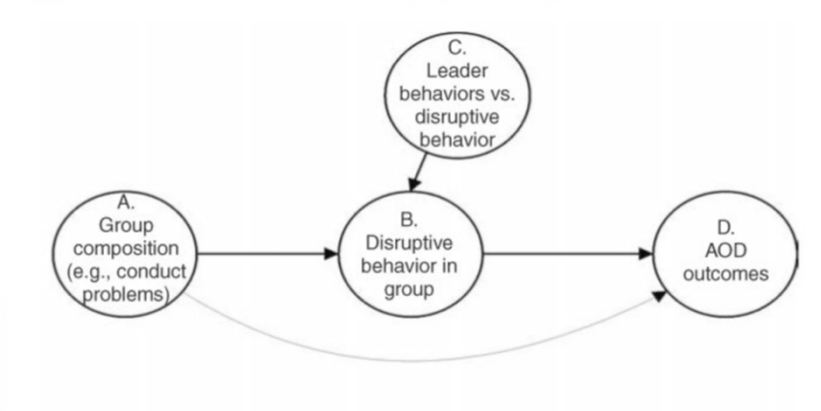 C.
Leader
behaviors vs.
disruptive
behavior
A.
Group
composition
(e.g., conduct
problems)
B.
Disruptive
behavior in
group
D.
AOD
outcomes